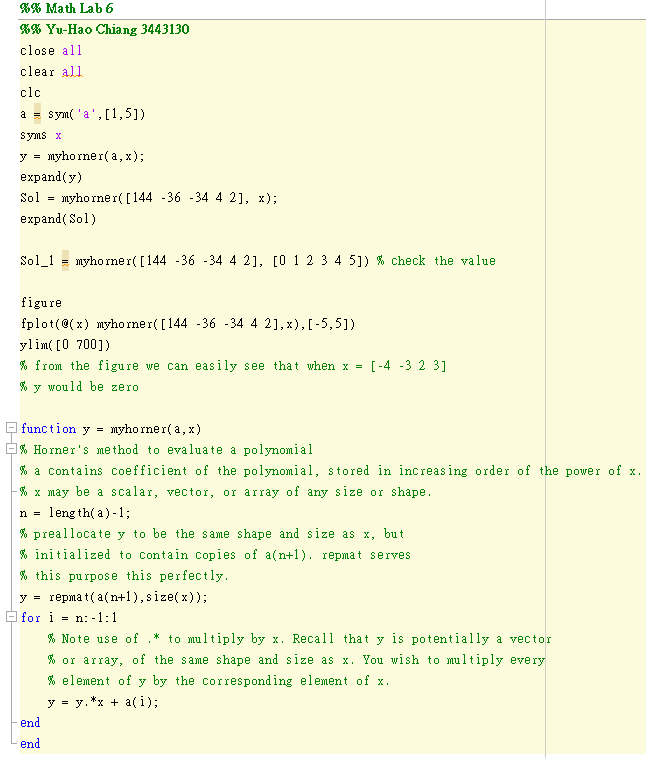 %% Math Lab 6
%% Yu-Hao Chiang 3443130
close all
clear all
clc
a = sym('a',[1,5])
syms x
y = myhorner(a,x);
expand(y)
Sol = myhorner([144 -36 -34 4 2], x);
expand(Sol)
Sol_1 = myhorner([144 -36 -34 4 2], [0 1 2 3 4 5]) % check the value
figure
fplot(@(x) myhorner([144 -36 -34 4 2],x),[-5,5])
ylim([0 700])
% from the figure we can easily see that when x = [-4 -3 2 3]
% y would be zero
function y = myhorner(a,x)
% Horner's method to evaluate a polynomial
% a contains coefficient of the polynomial, stored in increasing order of the power of x.
% x may be a scalar, vector, or array of any size or shape.
n = length(a)-1;
% preallocate y to be the same shape and size as x, but
% initialized to contain copies of a(n+1). repmat serves
% this purpose this perfectly.
y = repmat(a(n+1),size(x));
for i = n:-1:1
% Note use of .* to multiply by x. Recall that y is potentially a vector
% or array, of the same shape and size as x. You wish to multiply every
% element of y by the corresponding element of x.
y = y.*x + a(i);
end
end